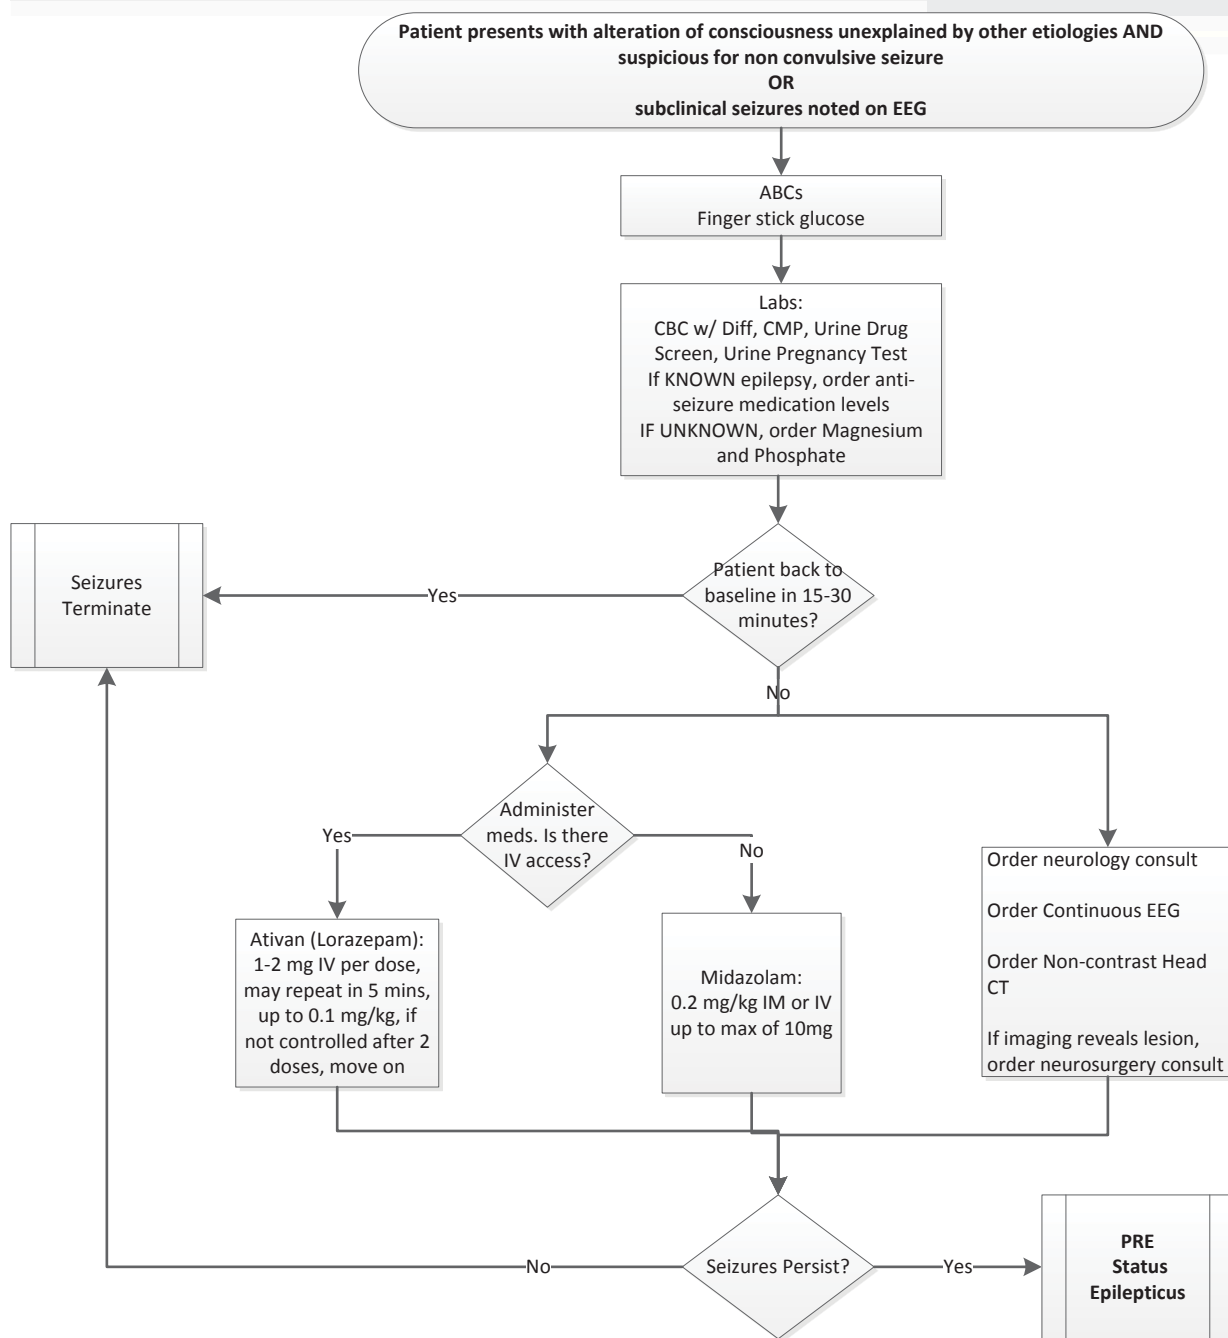 Patient presents with alteration of consciousness unexplained by other etiologies AND
suspicious for non convulsive seizure
OR
subclinical seizures noted on EEG
ABCs
Finger stick glucose
Labs:
CBC w/ Diff, CMP, Urine Drug
Screen, Urine Pregnancy Test
If KNOWN epilepsy, order anti-
seizure medication levels
IF UNKNOWN, order Magnesium
and Phosphate
Patient back to
baseline in 15-30
minutes?
Yes
Seizures
Terminate
No
Administer
meds. Is there
IV access?
Yes
No
Ativan (Lorazepam):
1-2 mg IV per dose,
may repeat in 5 mins,
up to 0.1 mg/kg, if
not controlled after 2
doses, move on
Midazolam:
0.2 mg/kg IM or IV
up to max of 10mg
Order neurology consult
Order Continuous EEG
Order Non-contrast Head
CT
If imaging reveals lesion,
order neurosurgery consult
Seizures Persist?
No
Yes
PRE
Status
Epilepticus